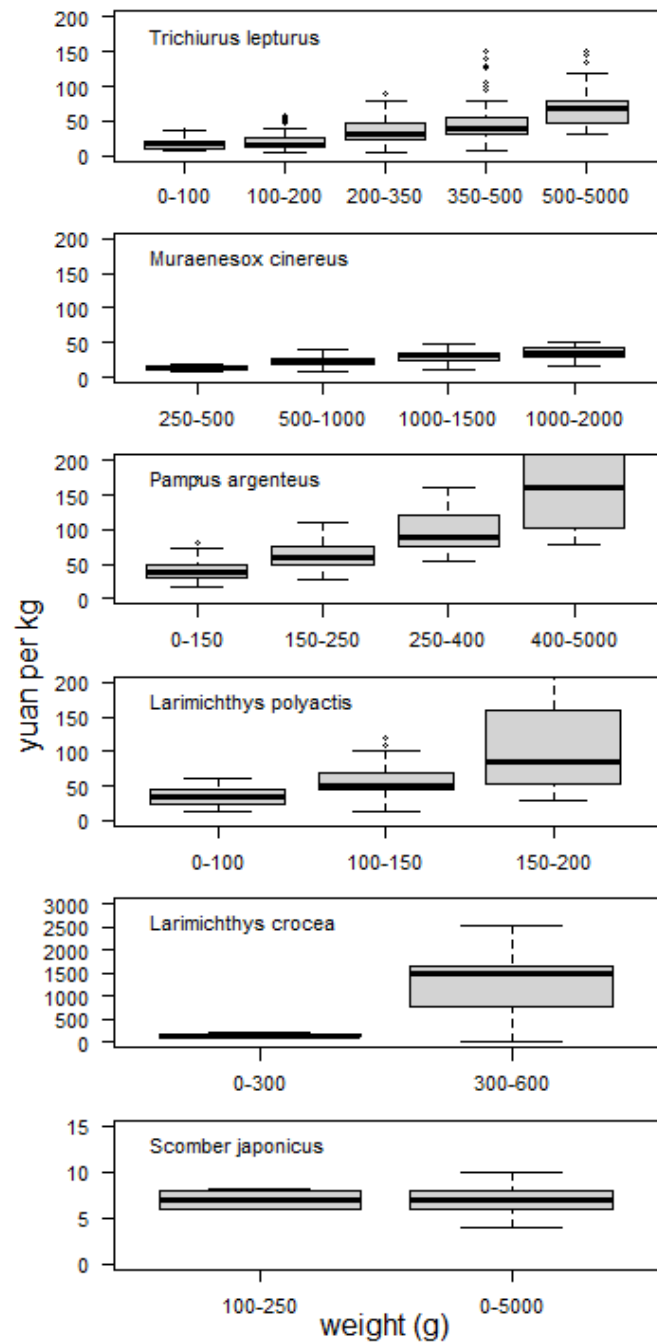 200
Trichiurus lepturus
150
100
50
0
0-100 100-200 200-350 350-500 500-5000
200
Muraenesox cinereus
150
100
50
0
250-500 500-1000 1000-1500 1000-2000
200
Pampus argenteus
150
100
50
0
0-150 150-250 250-400 400-5000
yuan per kg
200
Larimichthys polyactis
150
100
50
0
0-100 100-150 150-200
3000
Larimichthys crocea
2500
2000
1500
1000
500
0
0-300 300-600
15
Scomber japonicus
10
5
0
100-250 0-5000
weight (g)